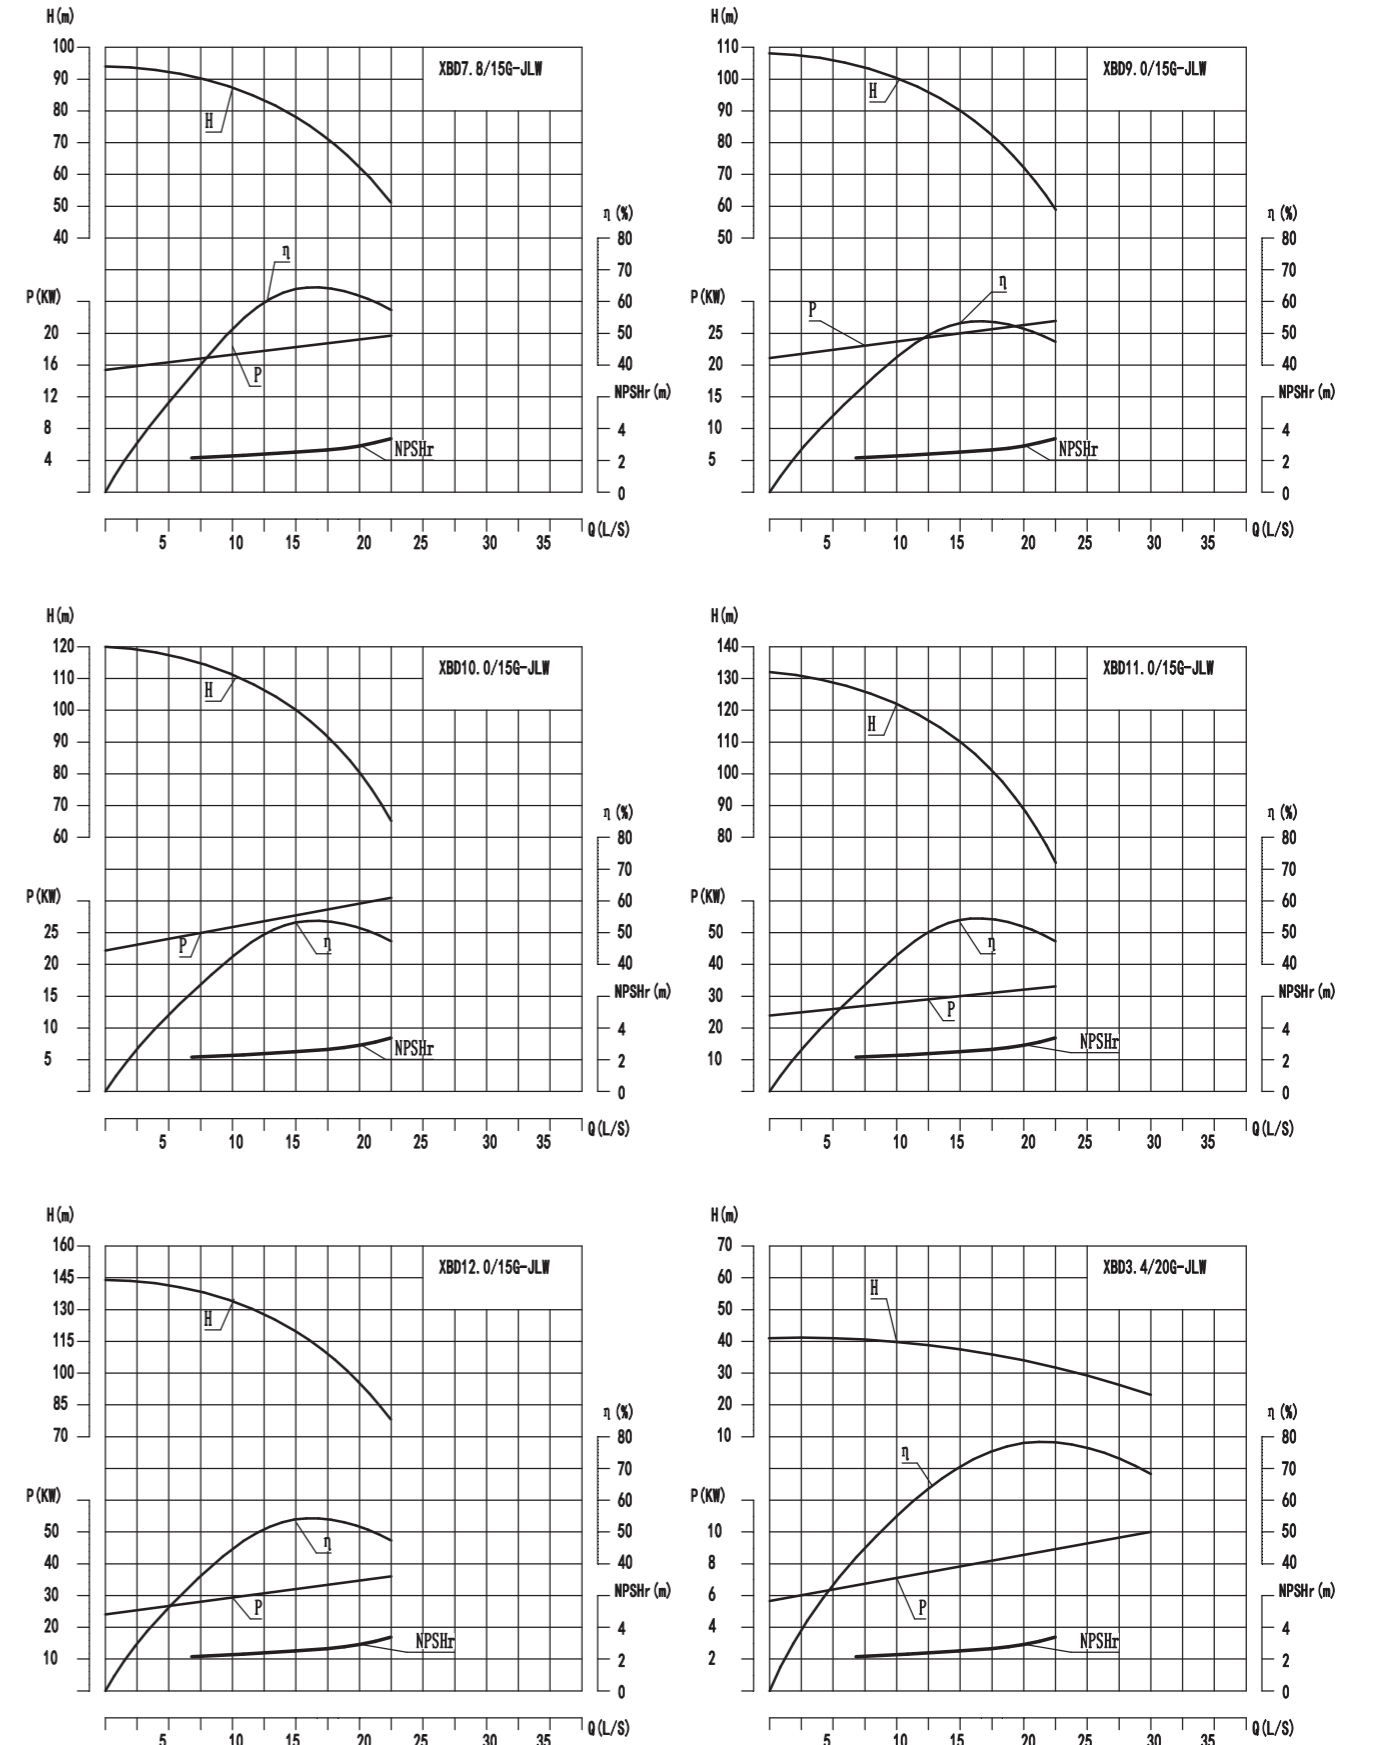 H(m)
100
90
80
70
60
50
40
XBD7.8/15G-JLW
H
η
P
NPSHr
P(KW)
20
16
12
8
4
η(%)
80
70
60
50
40
NPSHr(m)
4
2
0
5 10 15 20 25 30 35 Q(L/S)
H(m)
110
100
90
80
70
60
50
XBD9.0/15G-JLW
H
η
P
NPSHr
P(KW)
25
20
15
10
5
η(%)
80
70
60
50
40
NPSHr(m)
4
2
0
5 10 15 20 25 30 35 Q(L/S)
H(m)
120
110
100
90
80
70
60
XBD10.0/15G-JLW
H
P
η
NPSHr
P(KW)
25
20
15
10
5
η(%)
80
70
60
50
40
NPSHr(m)
4
2
0
5 10 15 20 25 30 35 Q(L/S)
H(m)
140
130
120
110
100
90
80
XBD11.0/15G-JLW
H
η
P
NPSHr
P(KW)
50
40
30
20
10
η(%)
80
70
60
50
40
NPSHr(m)
4
2
0
5 10 15 20 25 30 35 Q(L/S)
H(m)
160
145
130
115
100
85
70
XBD12.0/15G-JLW
H
η
P
NPSHr
P(KW)
50
40
30
20
10
η(%)
80
70
60
50
40
NPSHr(m)
4
2
0
5 10 15 20 25 30 35 Q(L/S)
H(m)
70
60
50
40
30
20
10
XBD3.4/20G-JLW
H
η
P
NPSHr
P(KW)
10
8
6
4
2
η(%)
80
70
60
50
40
NPSHr(m)
4
2
0
5 10 15 20 25 30 35 Q(L/S)